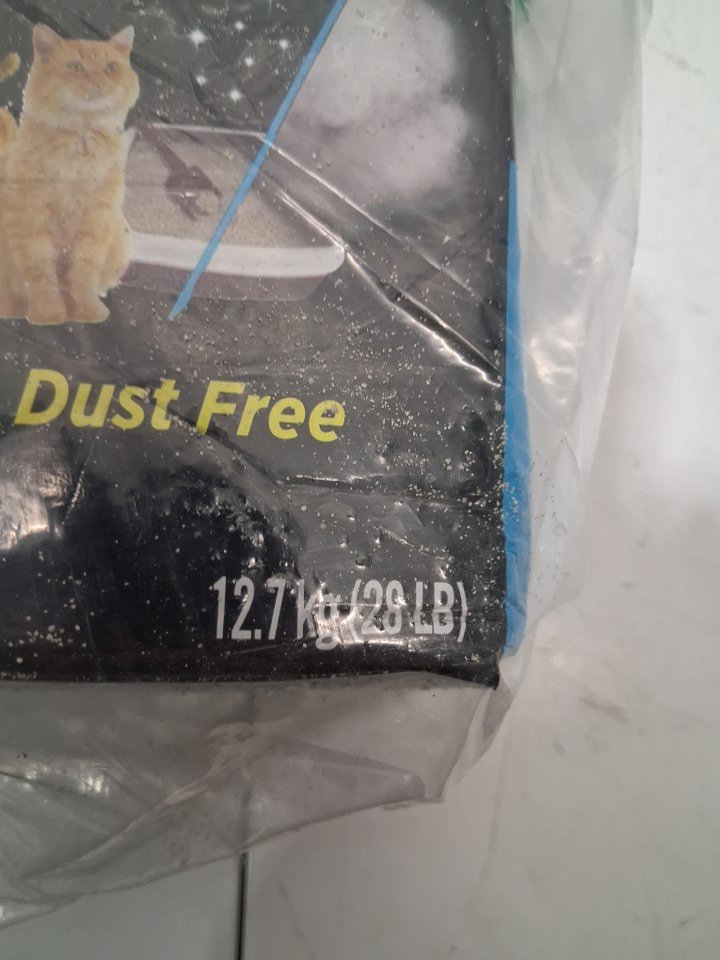 Dust Free
12.7 kg (28 LB)